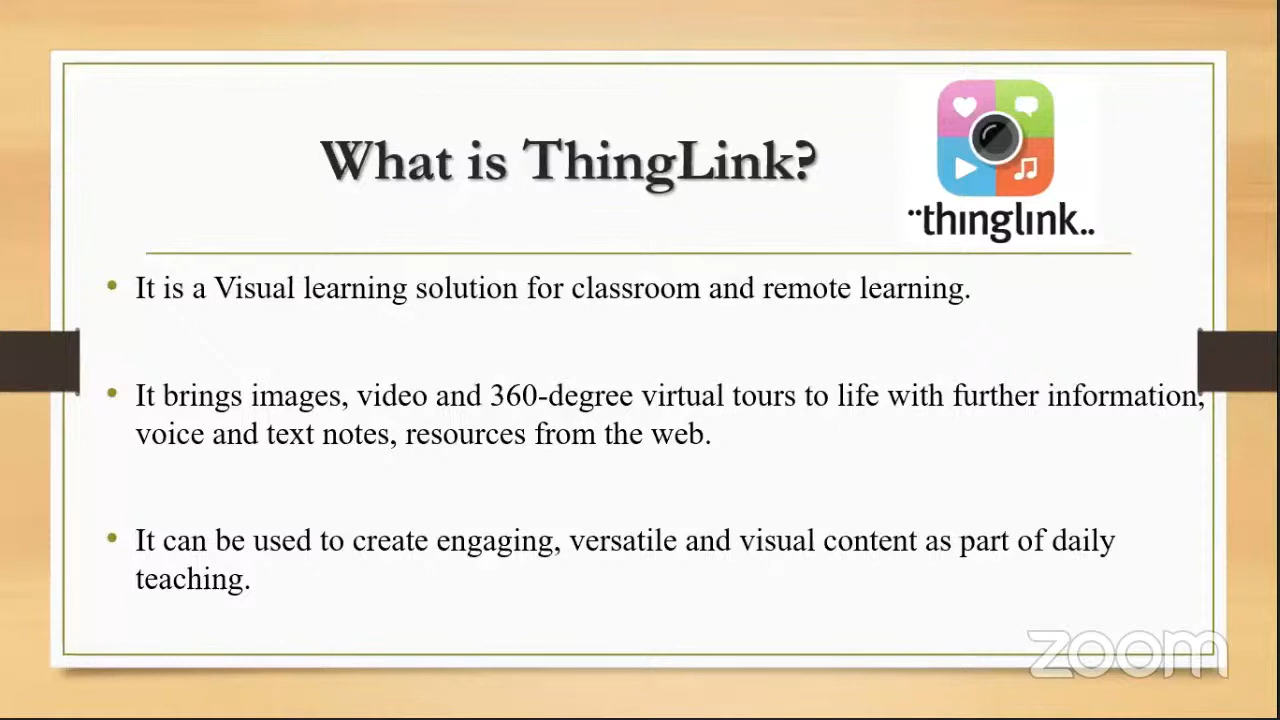 What is ThingLink?
¨thinglink..
• It is a Visual learning solution for classroom and remote learning.
• It brings images, video and 360-degree virtual tours to life with further information,
voice and text notes, resources from the web.
• It can be used to create engaging, versatile and visual content as part of daily
teaching.
zoom